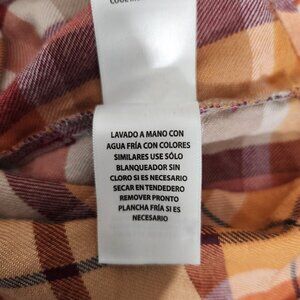 LAVADO A MANO CON
AGUA FRÍA CON COLORES
SIMILARES USE SÓLO
BLANQUEADOR SIN
CLORO SI ES NECESARIO
SECAR EN TENDEDERO
REMOVER PRONTO
PLANCHA FRÍA SI ES
NECESARIO